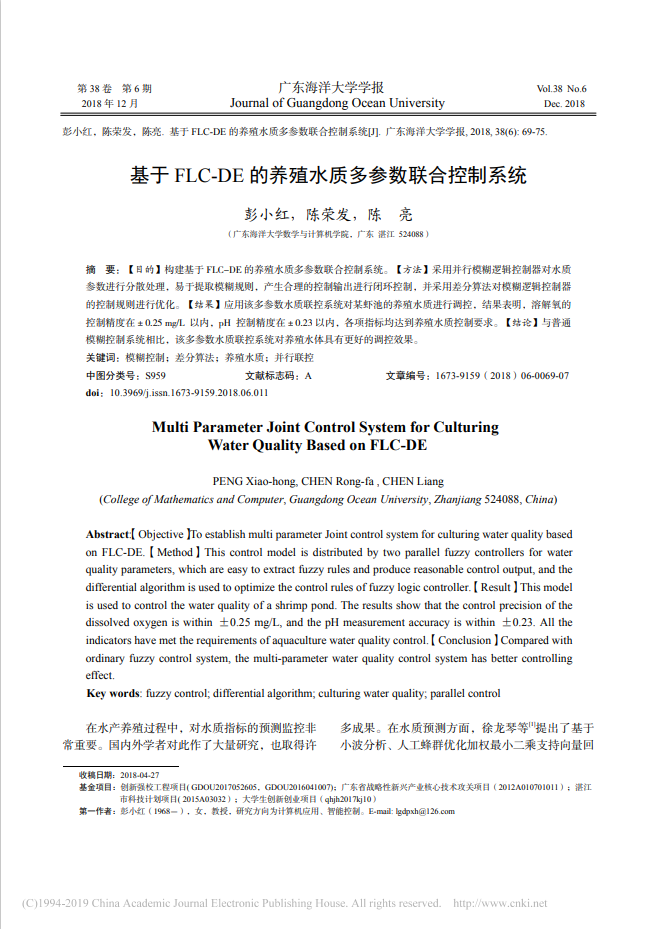 第 38 卷　第 6 期
广东海洋大学学报
Vol.38 No.6
2018 年 12 月
Journal of Guangdong Ocean University
Dec. 2018
彭小红，陈荣发，陈亮. 基于 FLC-DE 的养殖水质多参数联合控制系统[J]. 广东海洋大学学报, 2018, 38(6): 69-75.
基于 FLC-DE 的养殖水质多参数联合控制系统
彭小红，陈荣发，陈　亮
（广东海洋大学数学与计算机学院，广东 湛江 524088）
摘　要：【目的】构建基于 FLC-DE 的养殖水质多参数联合控制系统。【方法】采用并行模糊逻辑控制器对水质
参数进行分散处理，易于提取模糊规则，产生合理的控制输出进行闭环控制，并采用差分算法对模糊逻辑控制器
的控制规则进行优化。【结果】应用该多参数水质联控系统对某虾池的养殖水质进行调控，结果表明，溶解氧的
控制精度在 ± 0.25 mg/L 以内，pH 控制精度在 ± 0.23 以内，各项指标均达到养殖水质控制要求。【结论】与普通
模糊控制系统相比，该多参数水质联控系统对养殖水体具有更好的调控效果。
关键词：模糊控制；差分算法；养殖水质；并行联控
中图分类号：S959　　文献标志码：A　　文章编号：1673-9159（2018）06-0069-07
doi：10.3969/j.issn.1673-9159.2018.06.011
Multi Parameter Joint Control System for Culturing
Water Quality Based on FLC-DE
PENG Xiao-hong, CHEN Rong-fa , CHEN Liang
(College of Mathematics and Computer, Guangdong Ocean University, Zhanjiang 524088, China)
Abstract:【Objective】To establish multi parameter Joint control system for culturing water quality based
on FLC-DE.【Method】This control model is distributed by two parallel fuzzy controllers for water
quality parameters, which are easy to extract fuzzy rules and produce reasonable control output, and the
differential algorithm is used to optimize the control rules of fuzzy logic controller.【Result】This model
is used to control the water quality of a shrimp pond. The results show that the control precision of the
dissolved oxygen is within ±0.25 mg/L, and the pH measurement accuracy is within ±0.23. All the
indicators have met the requirements of aquaculture water quality control.【Conclusion】Compared with
ordinary fuzzy control system, the multi-parameter water quality control system has better controlling
effect.
Key words: fuzzy control; differential algorithm; culturing water quality; parallel control
在水产养殖过程中，对水质指标的预测监控非
常重要。国内外学者对此作了大量研究，也取得许
多成果。在水质预测方面，徐龙琴等[1]提出了基于
小波分析、人工蜂群优化加权最小二乘支持向量回
收稿日期：2018-04-27
基金项目：创新强校工程项目( GDOU2017052605，GDOU2016041007)；广东省战略性新兴产业核心技术攻关项目（2012A010701011）；湛江
市科技计划项目( 2015A03032）；大学生创新创业项目（qhjh2017kj10）
第一作者：彭小红（1968—），女，教授，研究方向为计算机应用、智能控制。E-mail: lgdpxh@126.com
(C)1994-2019 China Academic Journal Electronic Publishing House. All rights reserved. http://www.cnki.net